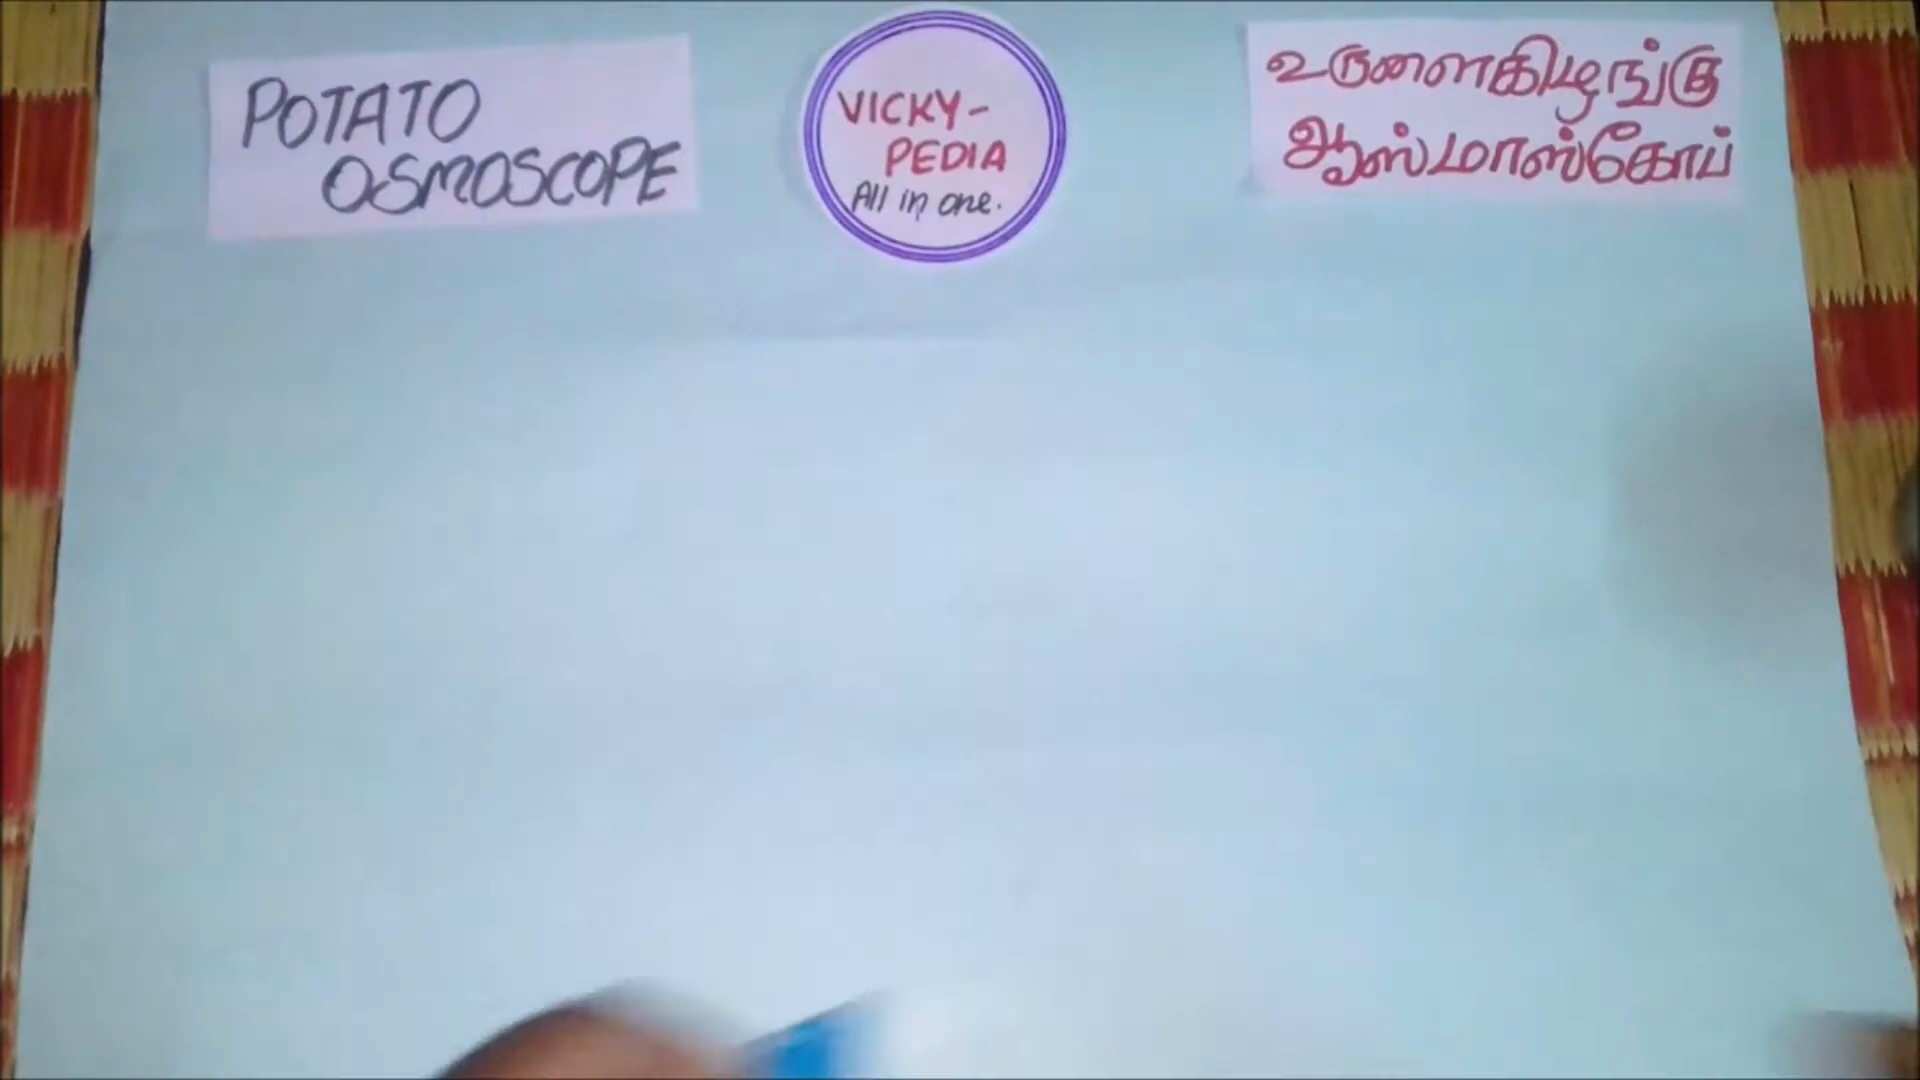 POTATO
OSMOSCOPE
VICKY-
PEDIA
All in one.
உருளைகிழங்கு
ஆஸ்மாஸ்கோப்